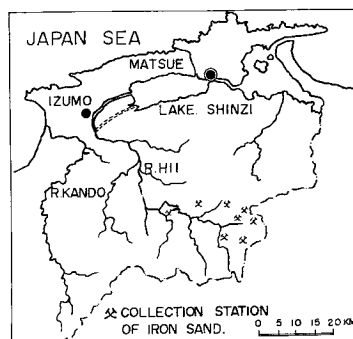 JAPAN SEA
MATSUE
IZUMO
LAKE. SHINZI
R.HII
R.KANDO
COLLECTION STATION
OF IRON SAND.
0 5 10 15 20 KM